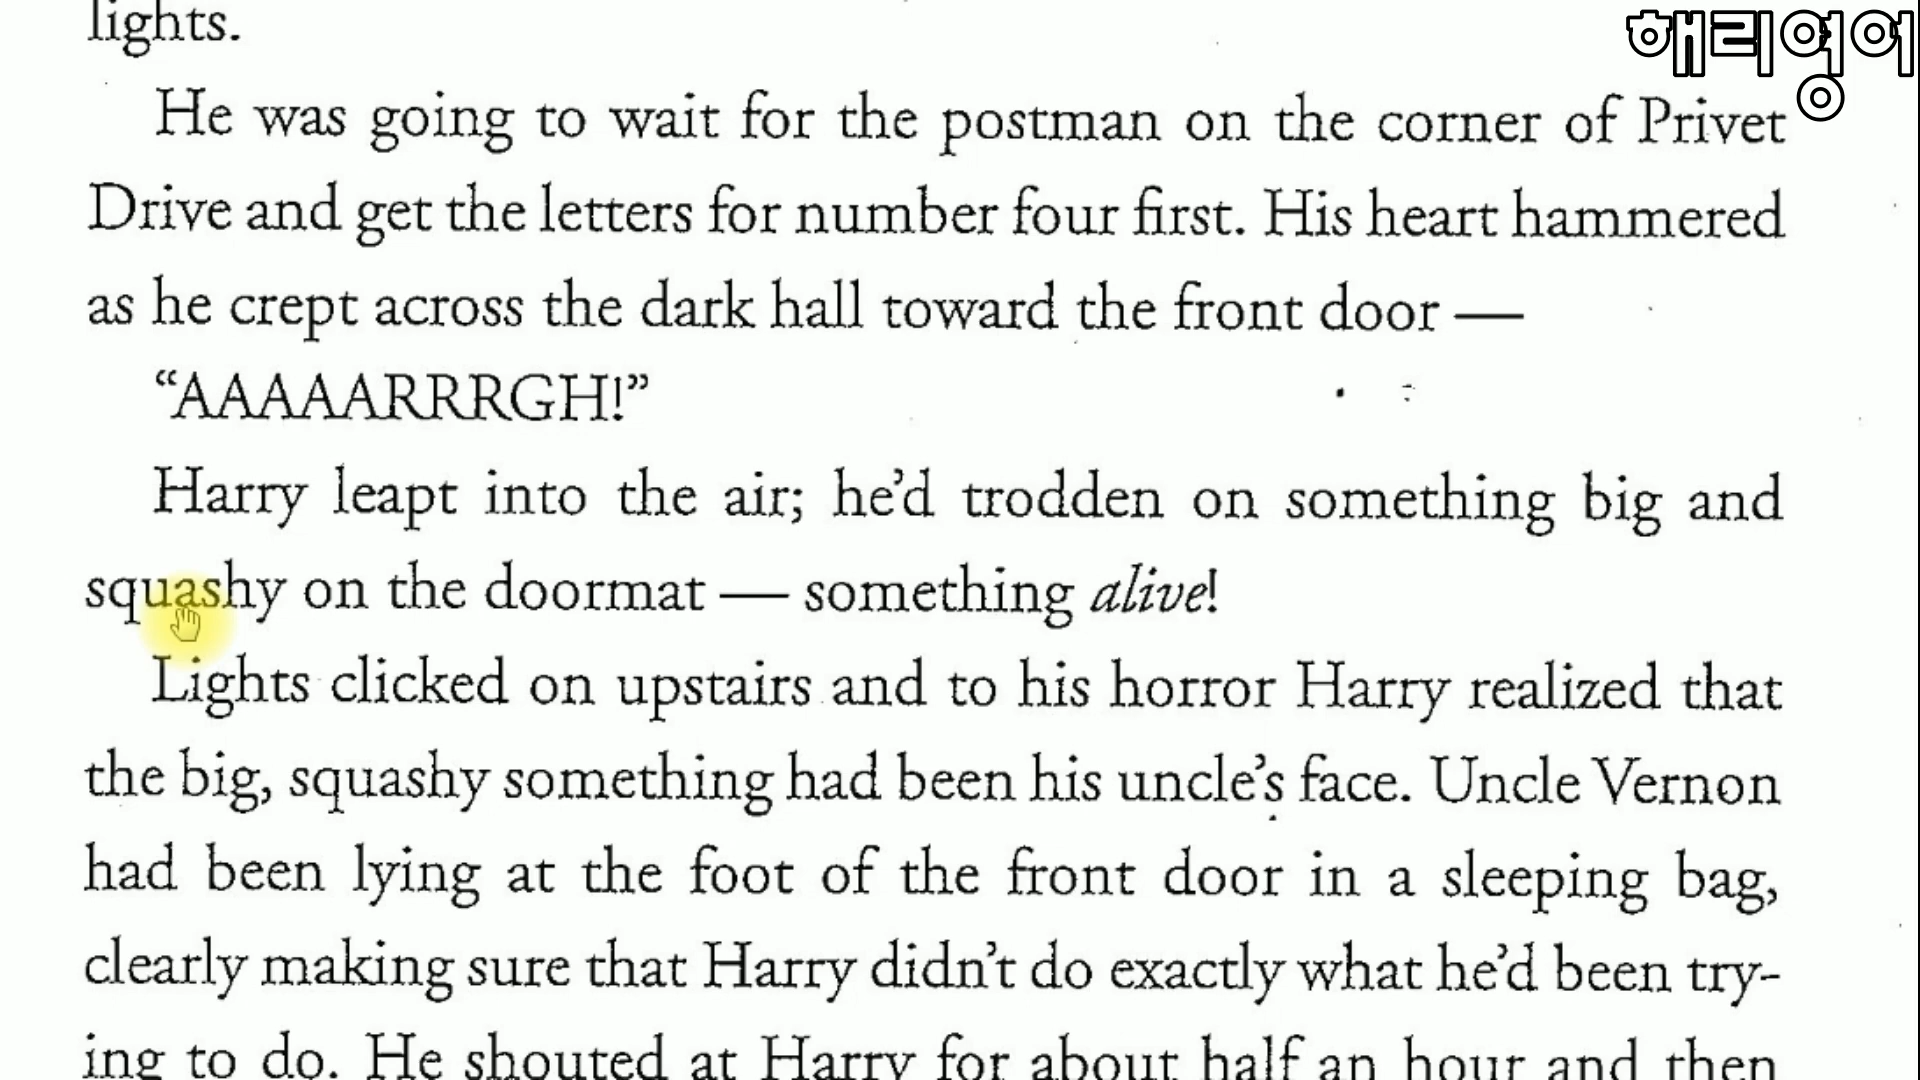 lights.
해리영어
He was going to wait for the postman on the corner of Privet
Drive and get the letters for number four first. His heart hammered
as he crept across the dark hall toward the front door —
“AAAAARRRGH!”
Harry leapt into the air; he’d trodden on something big and
squashy on the doormat — something alive!
Lights clicked on upstairs and to his horror Harry realized that
the big, squashy something had been his uncle’s face. Uncle Vernon
had been lying at the foot of the front door in a sleeping bag,
clearly making sure that Harry didn’t do exactly what he’d been try-
ing to do. He shouted at Harry for about half an hour and then